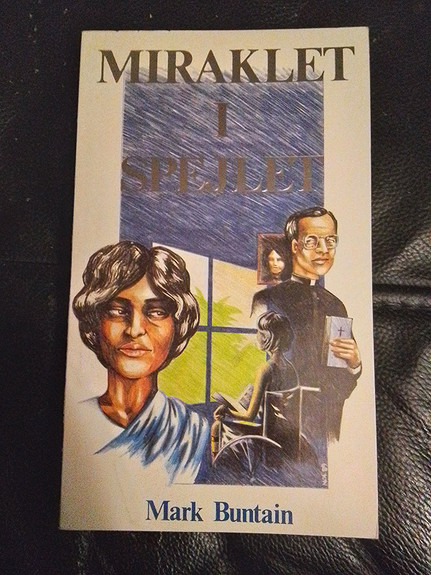 MIRAKLET
I
SPEJLET
Mark Buntain